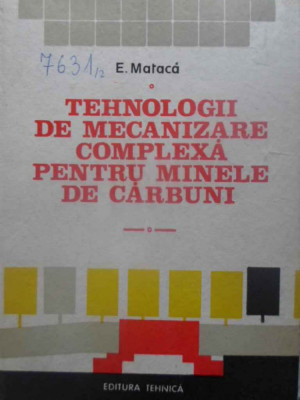 7631/2
E. Matacă
TEHNOLOGII
DE MECANIZARE
COMPLEXĂ
PENTRU MINELE
DE CĂRBUNI
EDITURA TEHNICĂ